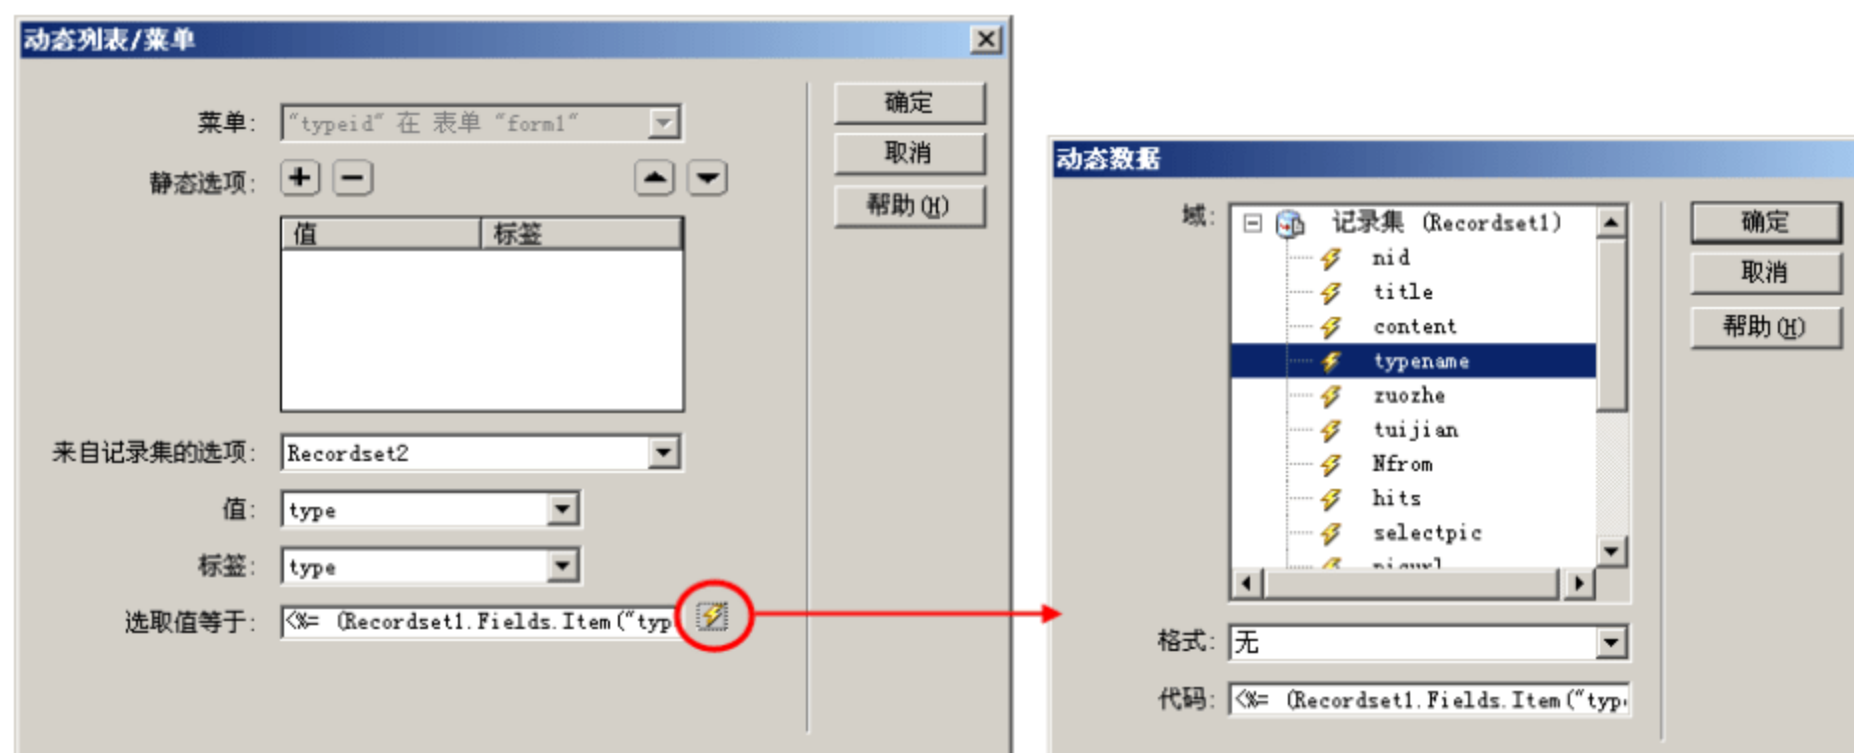 动态列表/菜单
菜单: "typeid" 在 表单 "form1"
静态选项:
值 标签
来自记录集的选项: Recordset2
值: type
标签: type
选取值等于: <%= (Recordset1.Fields.Item("typ
确定
取消
帮助(H)
动态数据
域: 记录集 (Recordset1)
nid
title
content
typename
zuozhe
tuijian
Nfrom
hits
selectpic
picurl
格式: 无
代码: <%= (Recordset1.Fields.Item("typ
确定
取消
帮助(H)